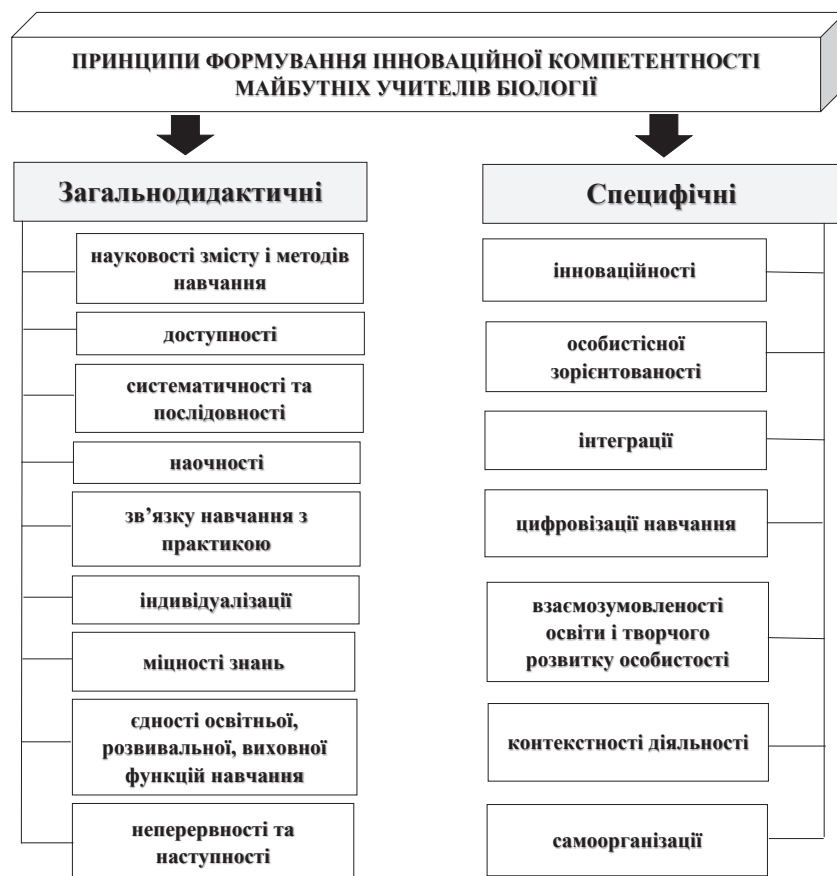 ПРИНЦИПИ ФОРМУВАННЯ ІННОВАЦІЙНОЇ КОМПЕТЕНТНОСТІ
МАЙБУТНІХ УЧИТЕЛІВ БІОЛОГІЇ
Загальнодидактичні
науковості змісту і методів
навчання
доступності
систематичності та
послідовності
наочності
зв’язку навчання з
практикою
індивідуалізації
міцності знань
єдності освітньої,
розвивальної, виховної
функцій навчання
неперервності та
наступності
Специфічні
інноваційності
особистісної
зорієнтованості
інтеграції
цифровізації навчання
взаємозумовленості
освіти і творчого
розвитку особистості
контекстності діяльності
самоорганізації